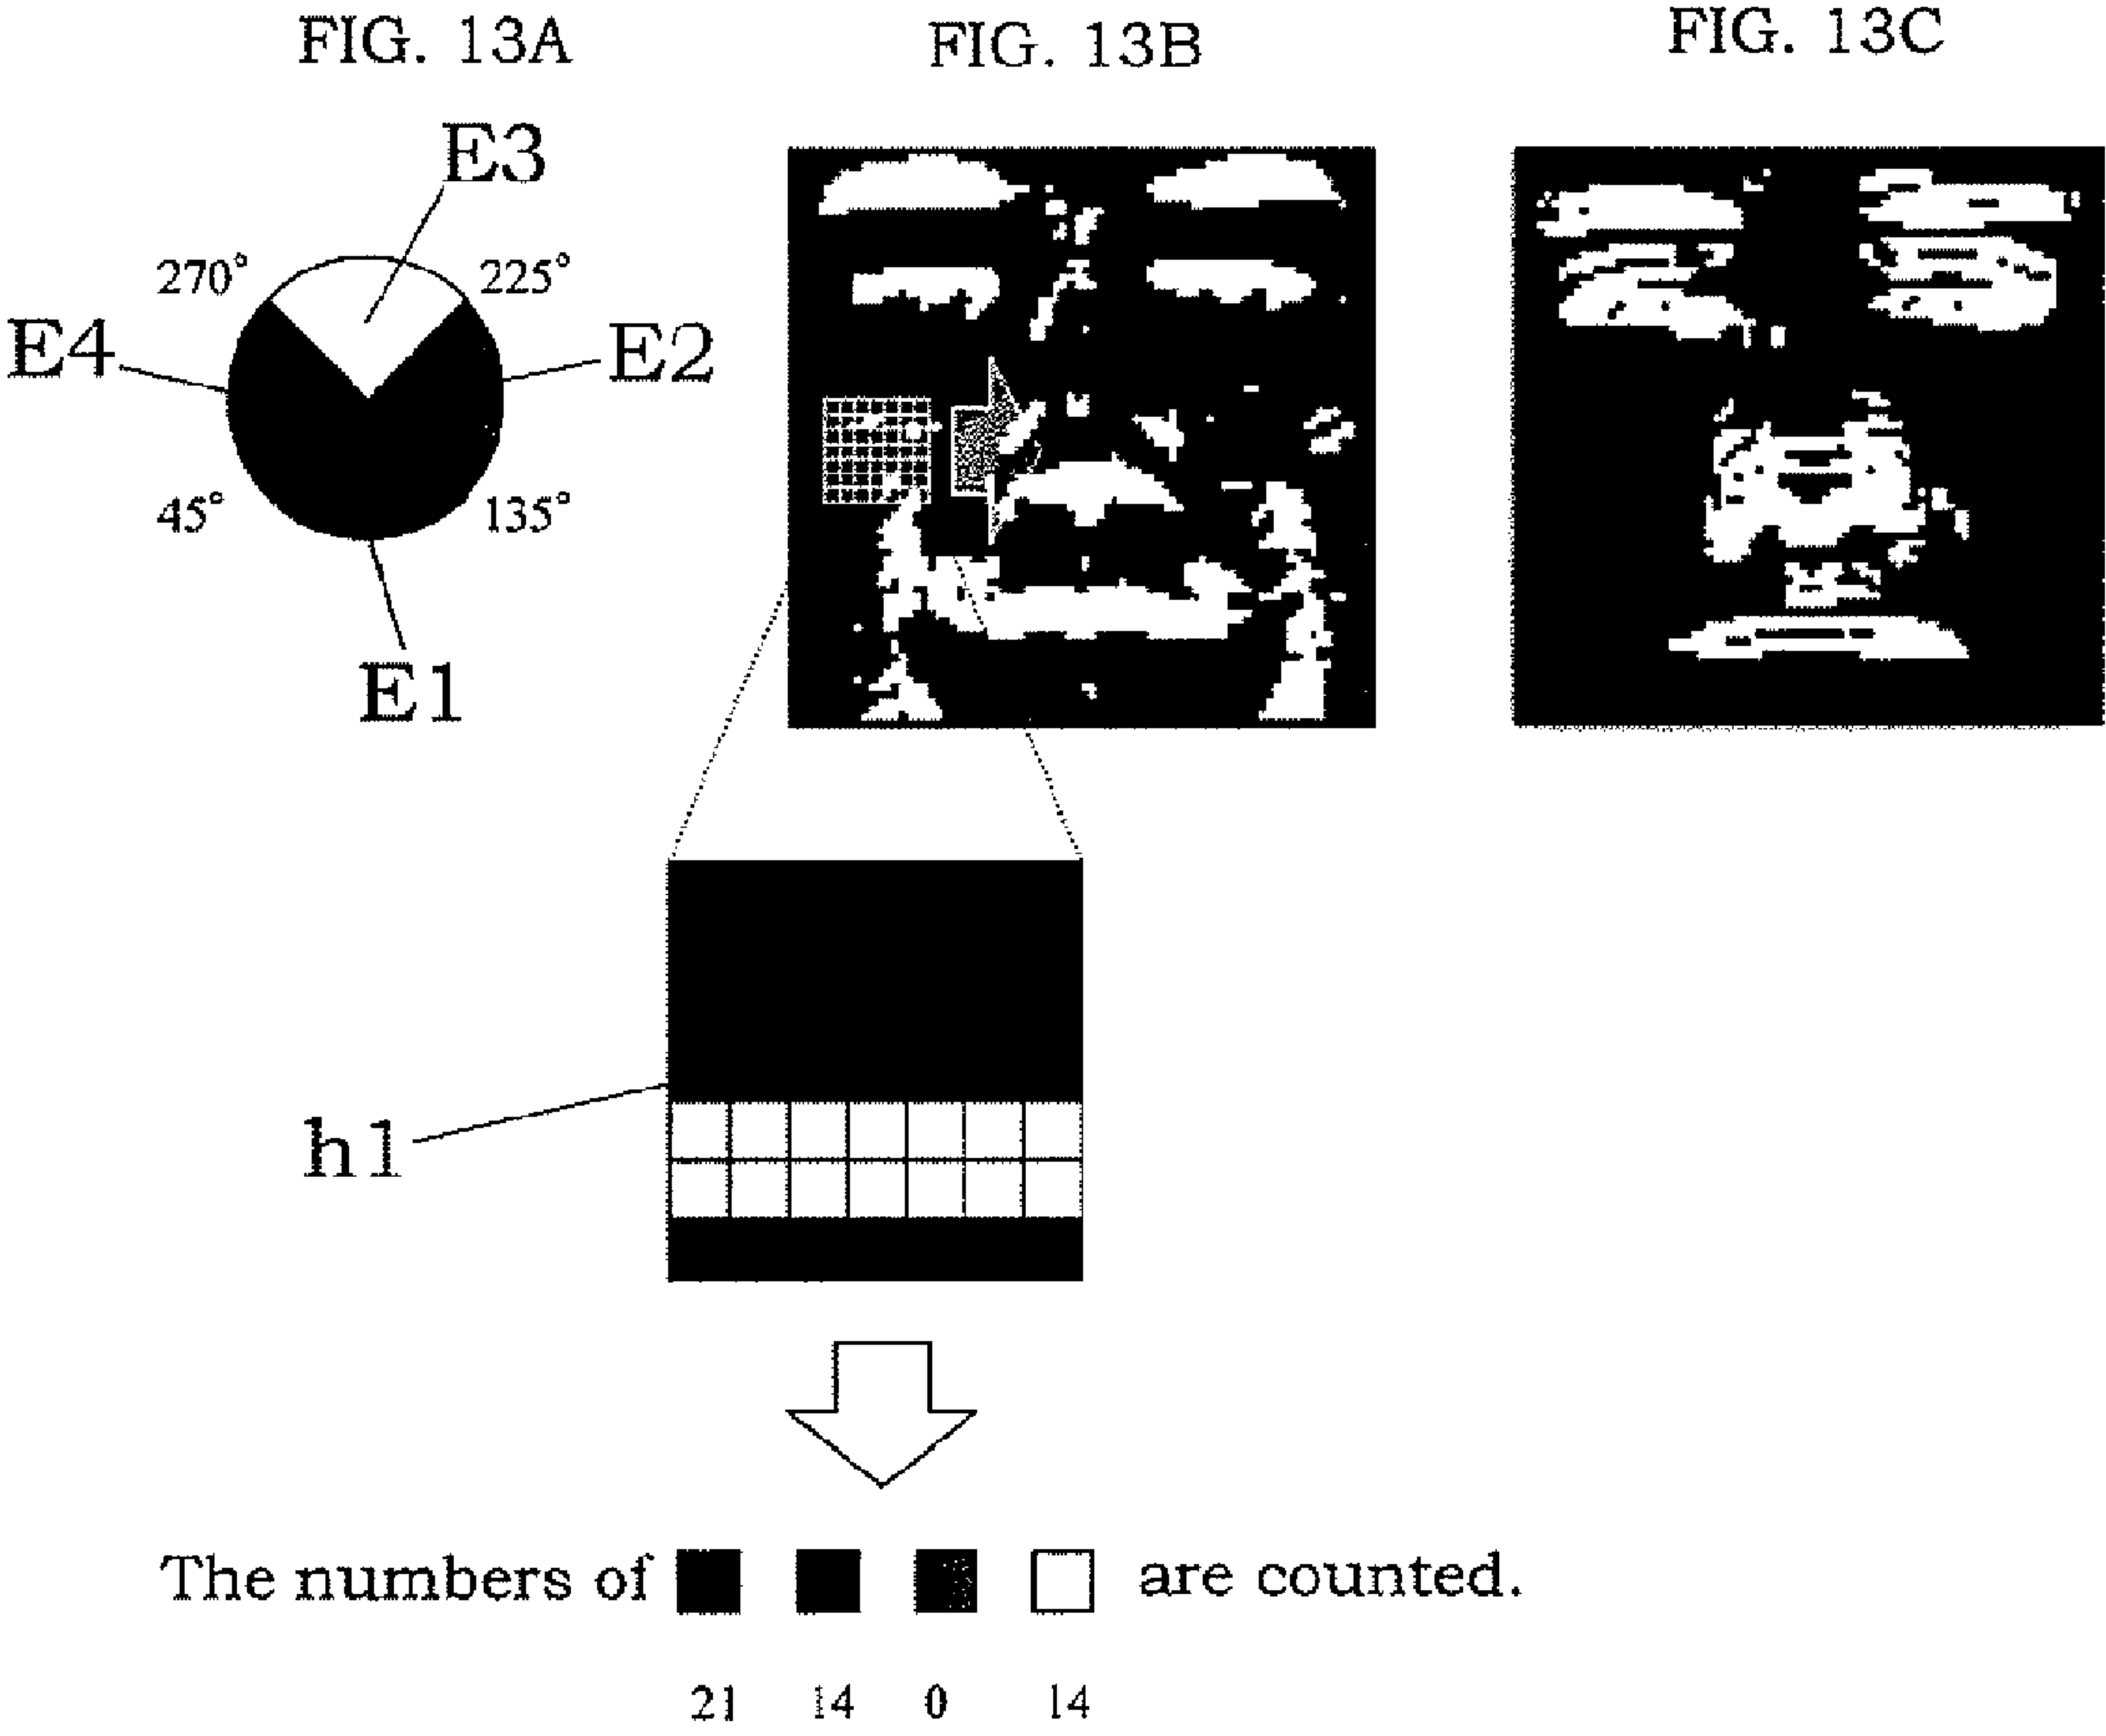 FIG. 13A
FIG. 13B
FIG. 13C
E3
270°
225°
E4
E2
45°
135°
E1
h1
The numbers of
are counted.
21 14 0 14